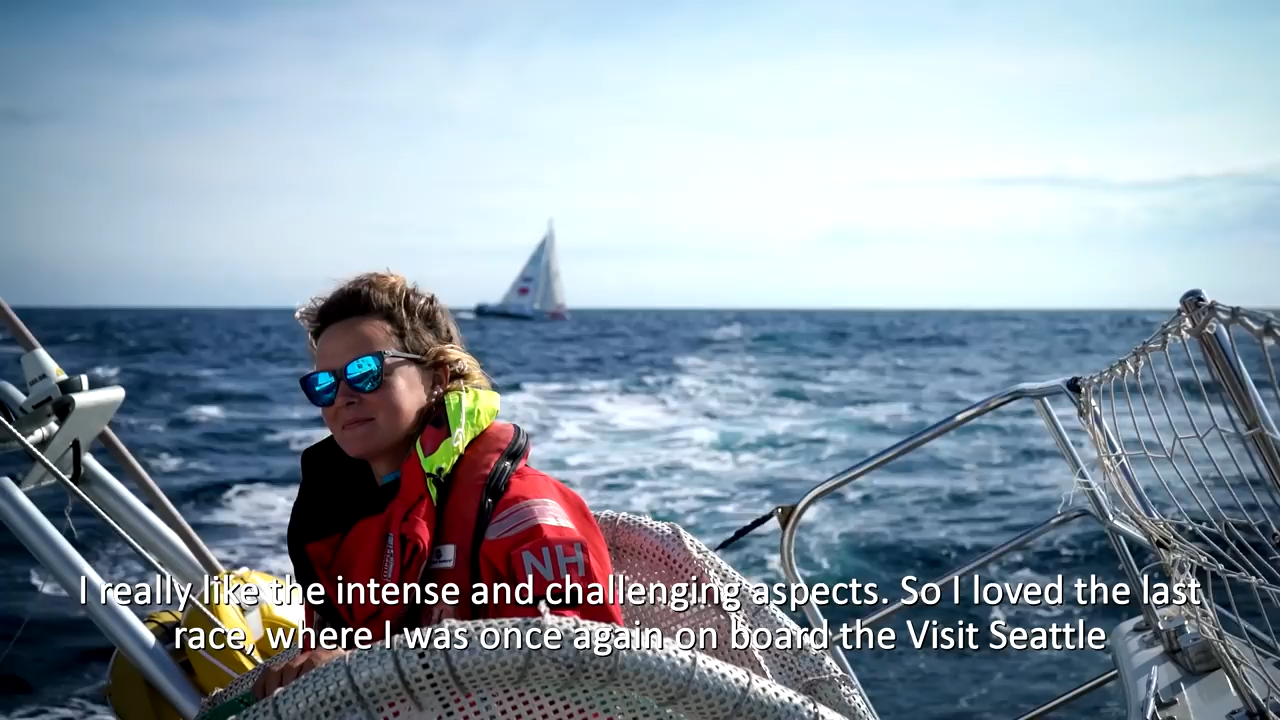 NH
I really like the intense and challenging aspects. So I loved the last
race, where I was once again on board the Visit Seattle